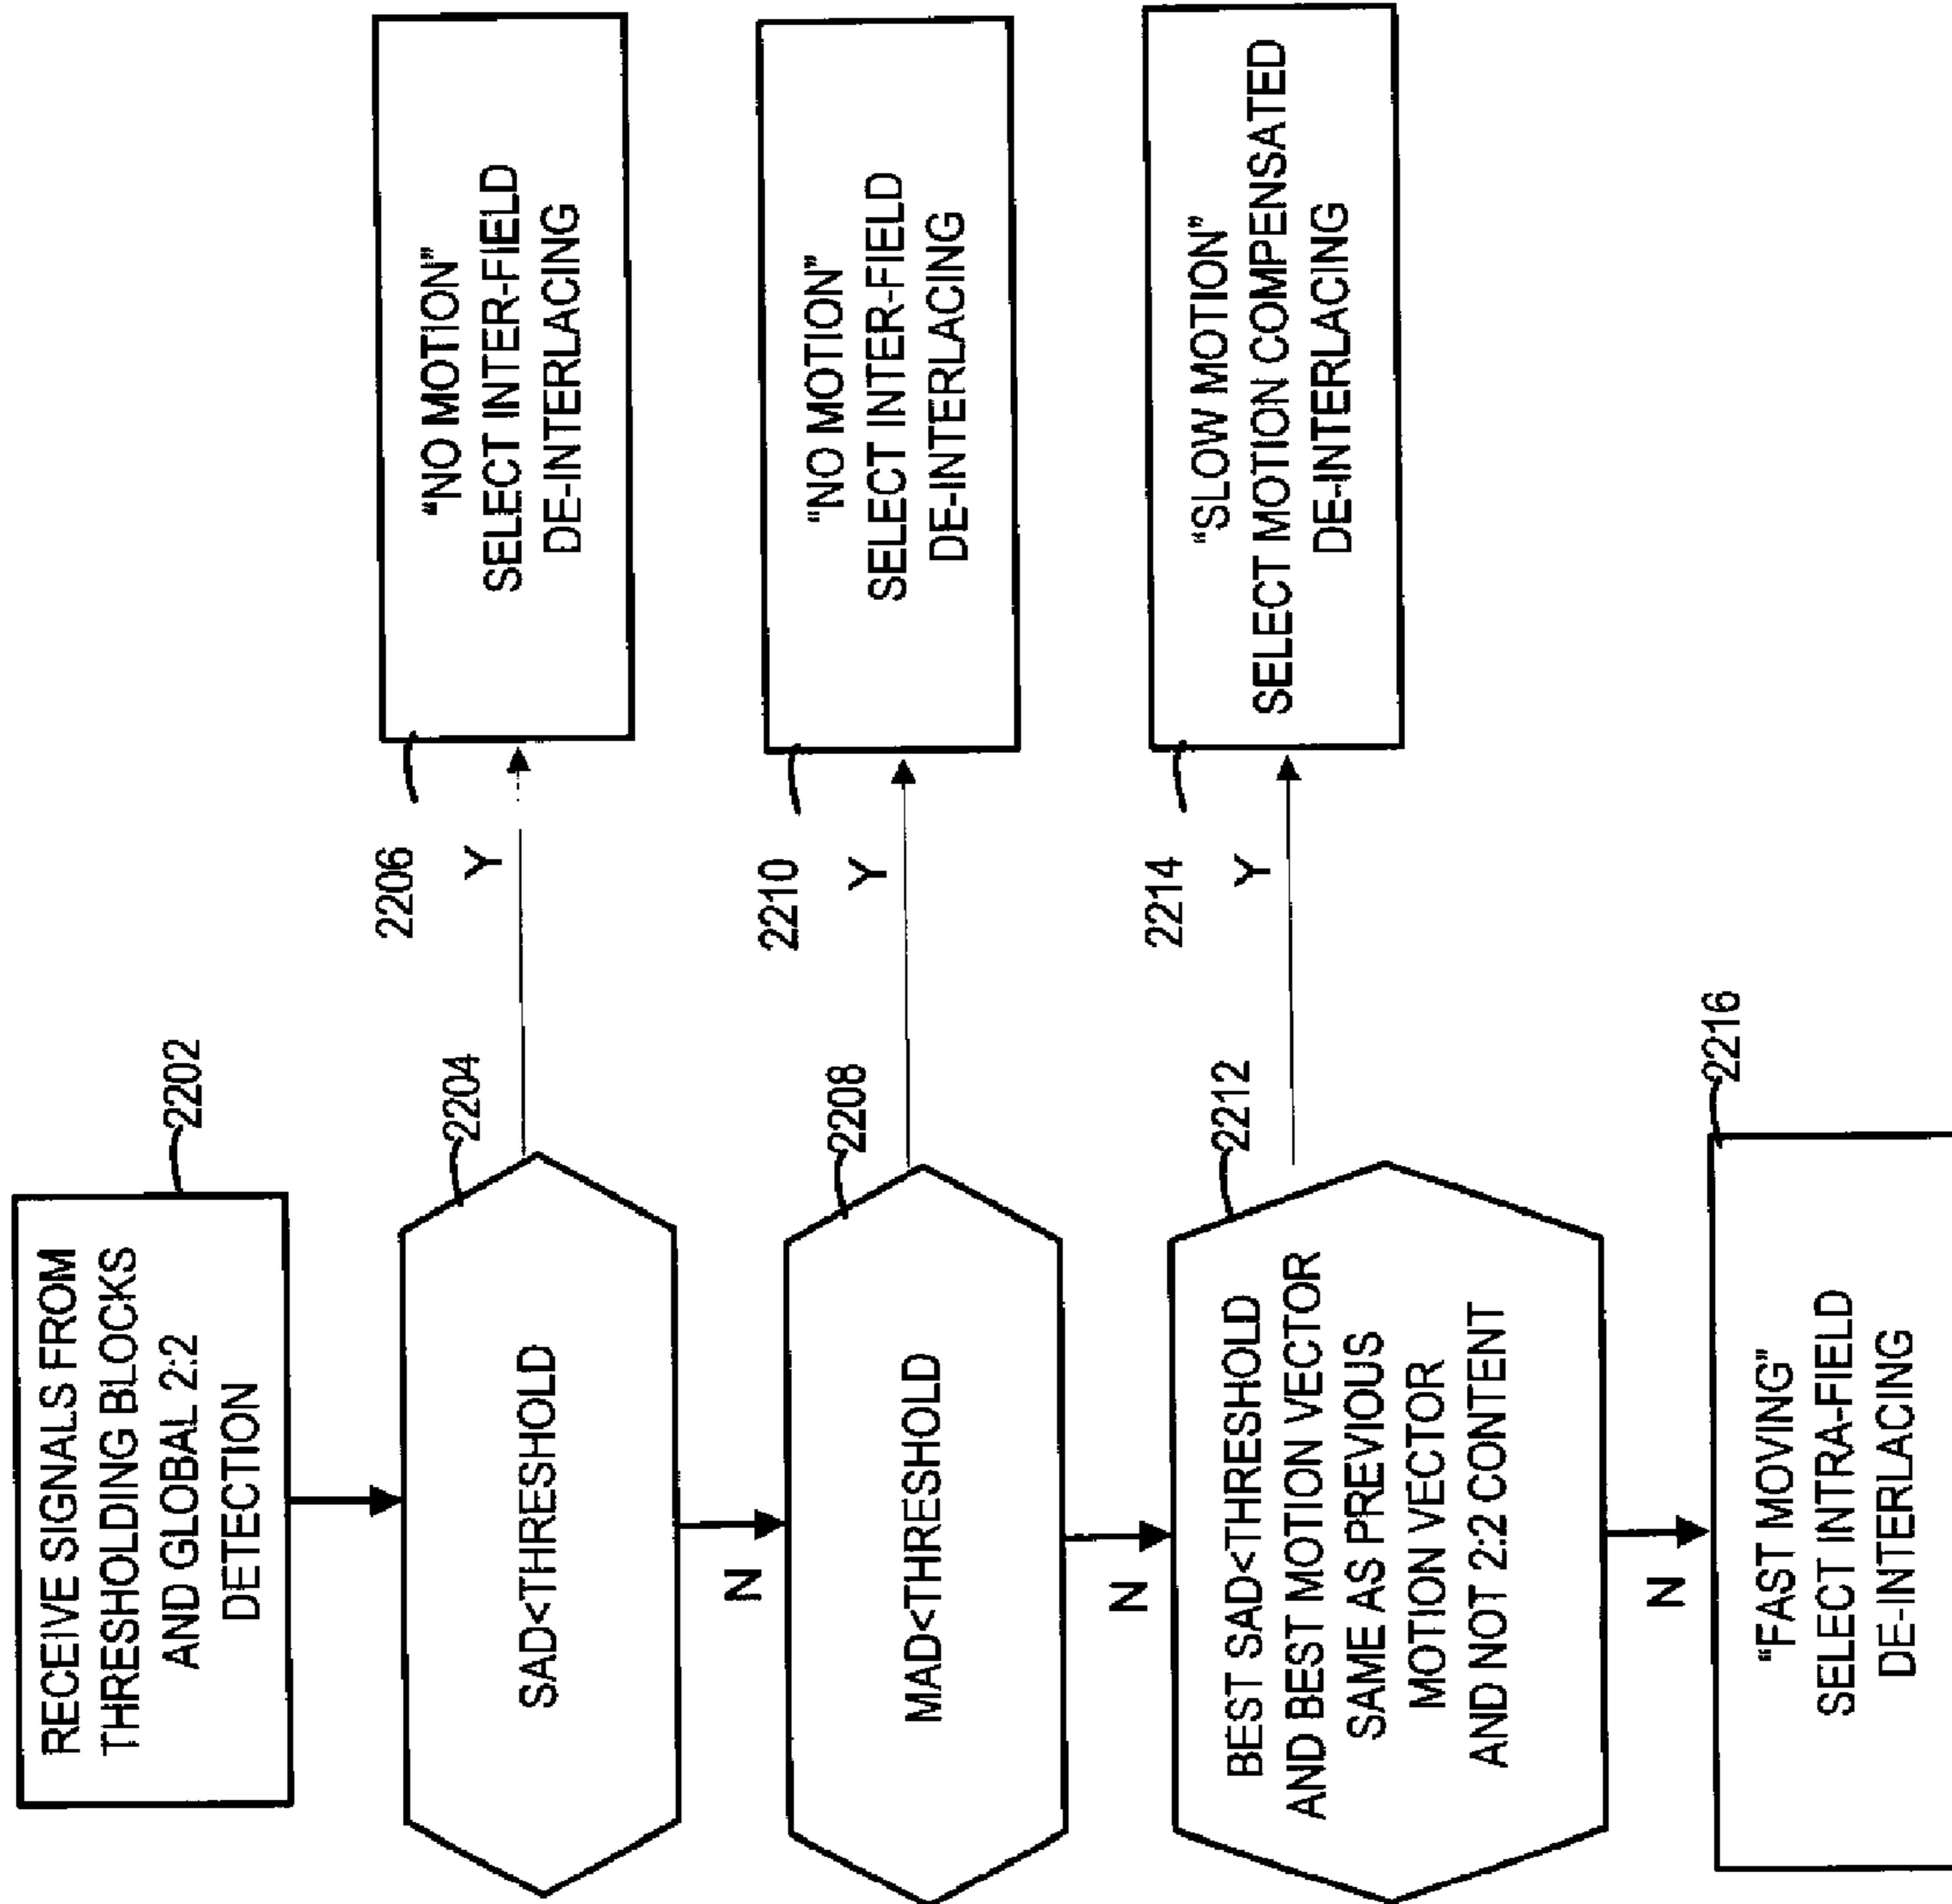 RECEIVE SIGNALS FROM
THRESHOLDING BLOCKS
AND GLOBAL 2:2
DETECTION
2202
SAD<THRESHOLD
2204
Y
2206
"NO MOTION"
SELECT INTER-FIELD
DE-INTERLACING
N
MAD<THRESHOLD
2208
Y
2210
"NO MOTION"
SELECT INTER-FIELD
DE-INTERLACING
N
BEST SAD<THRESHOLD
AND BEST MOTION VECTOR
SAME AS PREVIOUS
MOTION VECTOR
AND NOT 2:2 CONTENT
2212
Y
2214
"SLOW MOTION"
SELECT MOTION COMPENSATED
DE-INTERLACING
N
"FAST MOVING"
SELECT INTRA-FIELD
DE-INTERLACING
2216